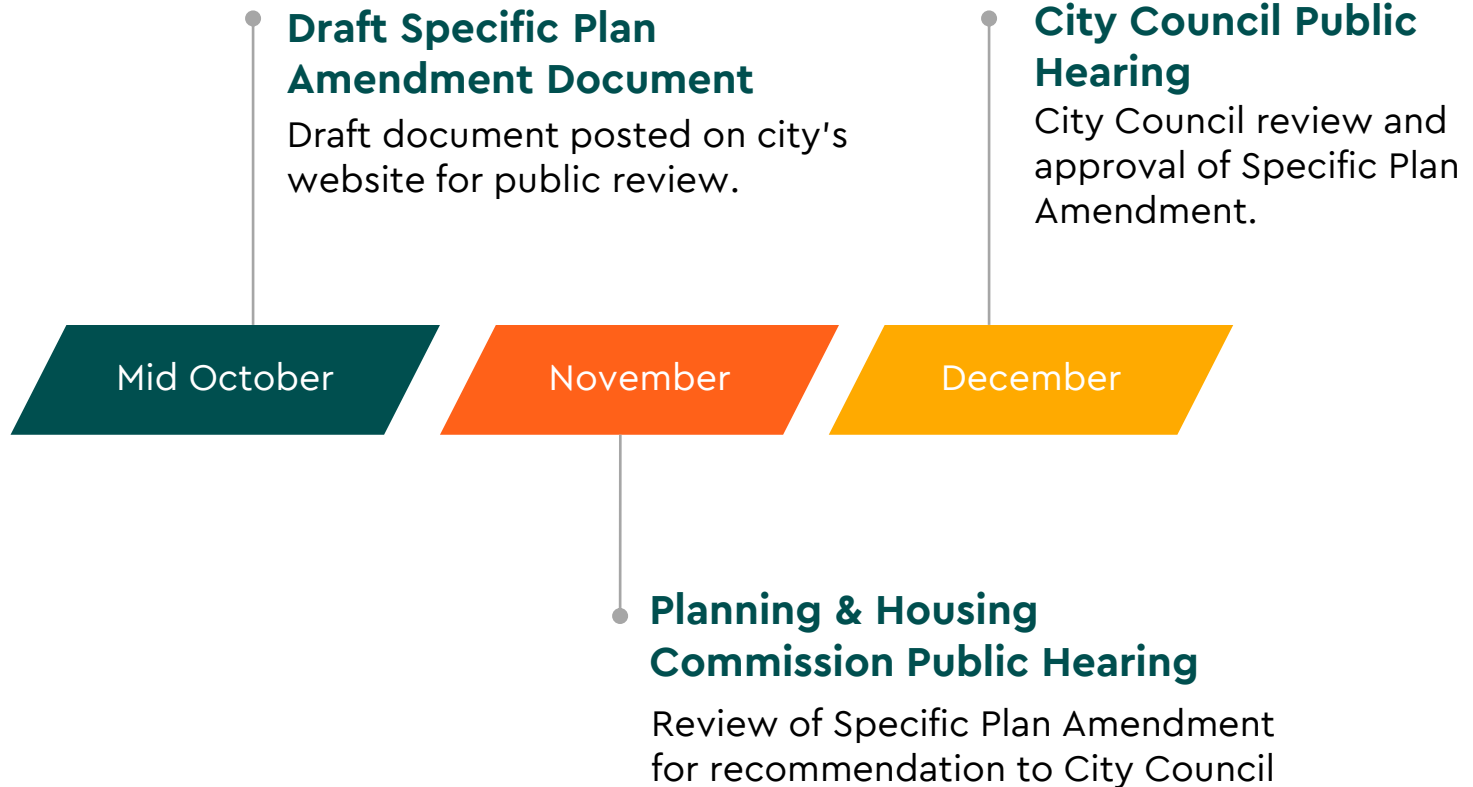 Draft Specific Plan
Amendment Document
Draft document posted on city's
website for public review.
City Council Public
Hearing
City Council review and
approval of Specific Plan
Amendment.
Mid October
November
December
Planning & Housing
Commission Public Hearing
Review of Specific Plan Amendment
for recommendation to City Council